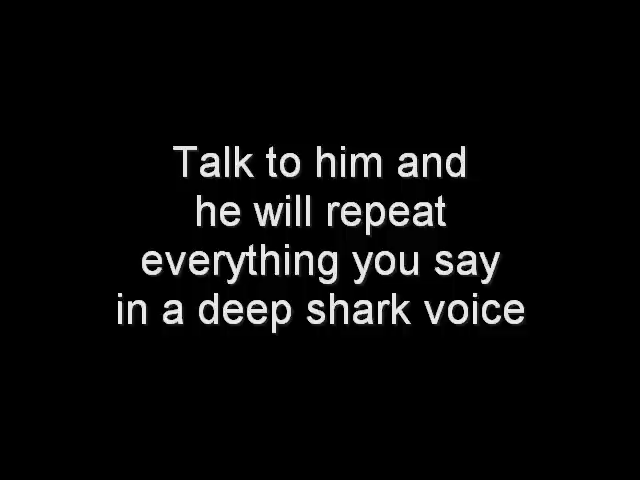 Talk to him and
he will repeat
everything you say
in a deep shark voice